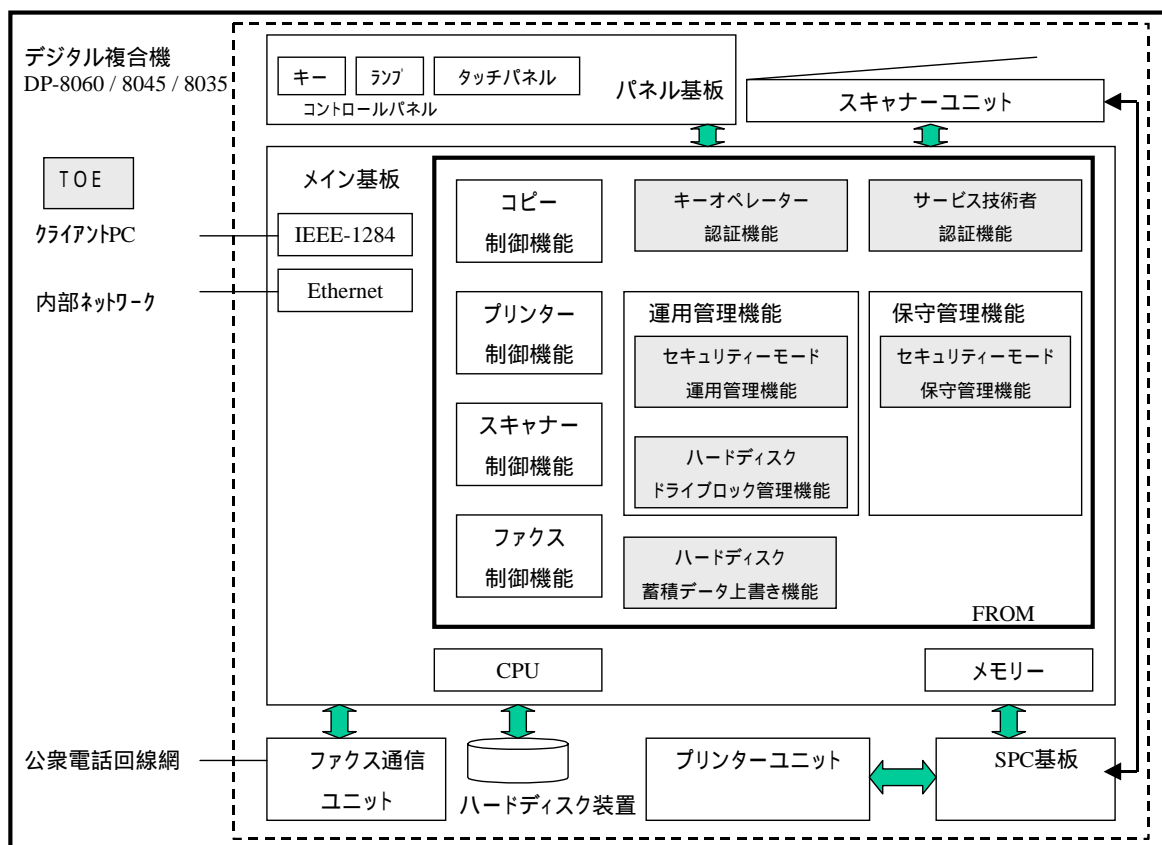 デジタル複合機
DP-8060 / 8045 / 8035
キー
ランプ
タッチパネル
コントロールパネル
パネル基板
スキャナーユニット
TOE
クライアントPC
内部ネットワーク
メイン基板
IEEE-1284
Ethernet
コピー
制御機能
キーオペレーター
認証機能
サービス技術者
認証機能
プリンター
制御機能
運用管理機能
セキュリティーモード
運用管理機能
保守管理機能
セキュリティーモード
保守管理機能
スキャナー
制御機能
ハードディスク
ドライブロック管理機能
ファクス
制御機能
ハードディスク
蓄積データ上書き機能
FROM
CPU
メモリー
公衆電話回線網
ファクス通信
ユニット
ハードディスク装置
プリンターユニット
SPC基板